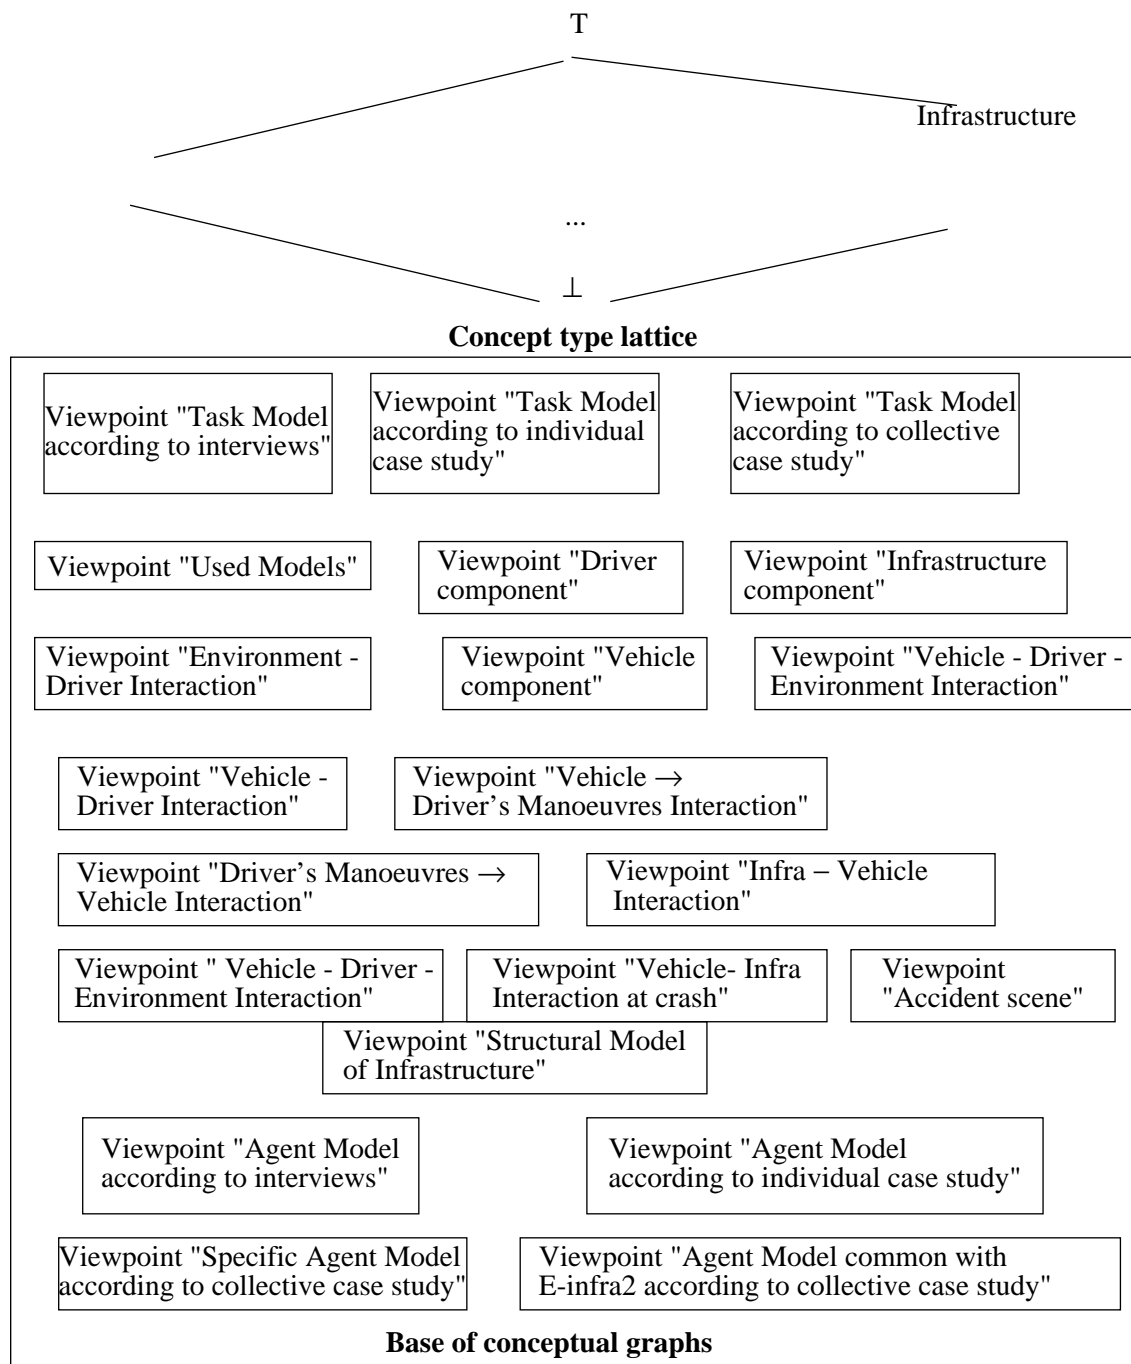 T
Infrastructure
...
⊥
Concept type lattice
Viewpoint "Task Model
according to interviews"
Viewpoint "Task Model
according to individual
case study"
Viewpoint "Task Model
according to collective
case study"
Viewpoint "Used Models"
Viewpoint "Driver
component"
Viewpoint "Infrastructure
component"
Viewpoint "Environment -
Driver Interaction"
Viewpoint "Vehicle
component"
Viewpoint "Vehicle - Driver -
Environment Interaction"
Viewpoint "Vehicle -
Driver Interaction"
Viewpoint "Vehicle →
Driver’s Manoeuvres Interaction"
Viewpoint "Driver’s Manoeuvres →
Vehicle Interaction"
Viewpoint "Infra – Vehicle
Interaction"
Viewpoint " Vehicle - Driver -
Environment Interaction"
Viewpoint "Vehicle- Infra
Interaction at crash"
Viewpoint
"Accident scene"
Viewpoint "Structural Model
of Infrastructure"
Viewpoint "Agent Model
according to interviews"
Viewpoint "Agent Model
according to individual case study"
Viewpoint "Specific Agent Model
according to collective case study"
Viewpoint "Agent Model common with
E-infra2 according to collective case study"
Base of conceptual graphs